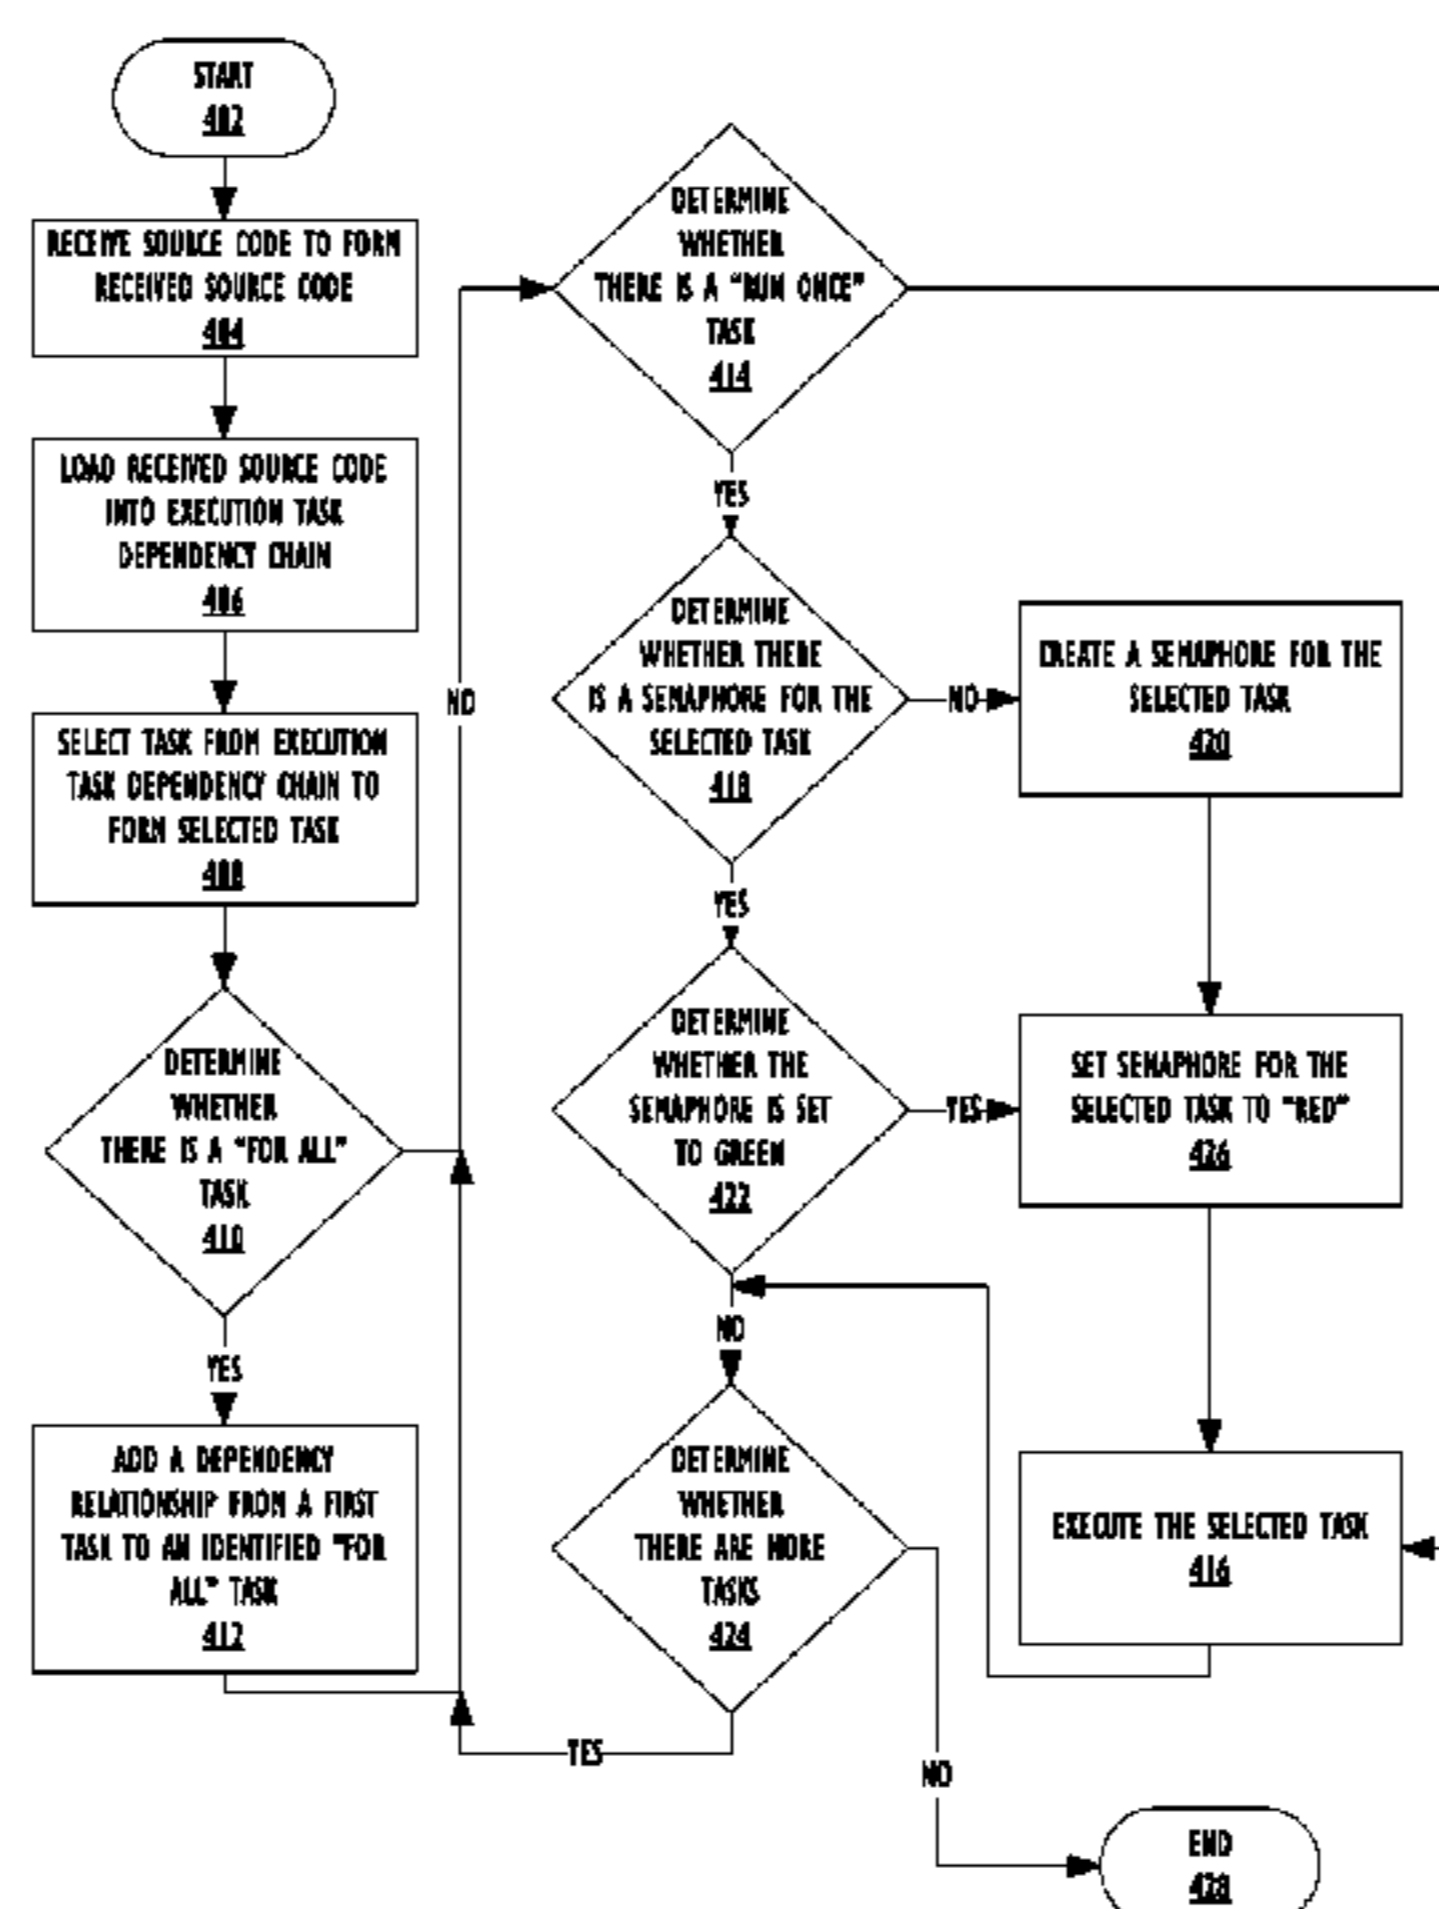 START
402
RECEIVE SOURCE CODE TO FORM
RECEIVED SOURCE CODE
404
LOAD RECEIVED SOURCE CODE
INTO EXECUTION TASK
DEPENDENCY CHAIN
406
SELECT TASK FROM EXECUTION
TASK DEPENDENCY CHAIN TO
FORM SELECTED TASK
408
DETERMINE
WHETHER
THERE IS A "FOR ALL"
TASK
410
YES
ADD A DEPENDENCY
RELATIONSHIP FROM A FIRST
TASK TO AN IDENTIFIED "FOR
ALL" TASK
412
NO
DETERMINE
WHETHER
THERE IS A "RUN ONCE"
TASK
414
YES
DETERMINE
WHETHER THERE
IS A SEMAPHORE FOR THE
SELECTED TASK
418
NO
CREATE A SEMAPHORE FOR THE
SELECTED TASK
420
YES
DETERMINE
WHETHER THE
SEMAPHORE IS SET
TO GREEN
422
YES
SET SEMAPHORE FOR THE
SELECTED TASK TO "RED"
426
NO
DETERMINE
WHETHER
THERE ARE MORE
TASKS
424
EXECUTE THE SELECTED TASK
416
YES
NO
END
428